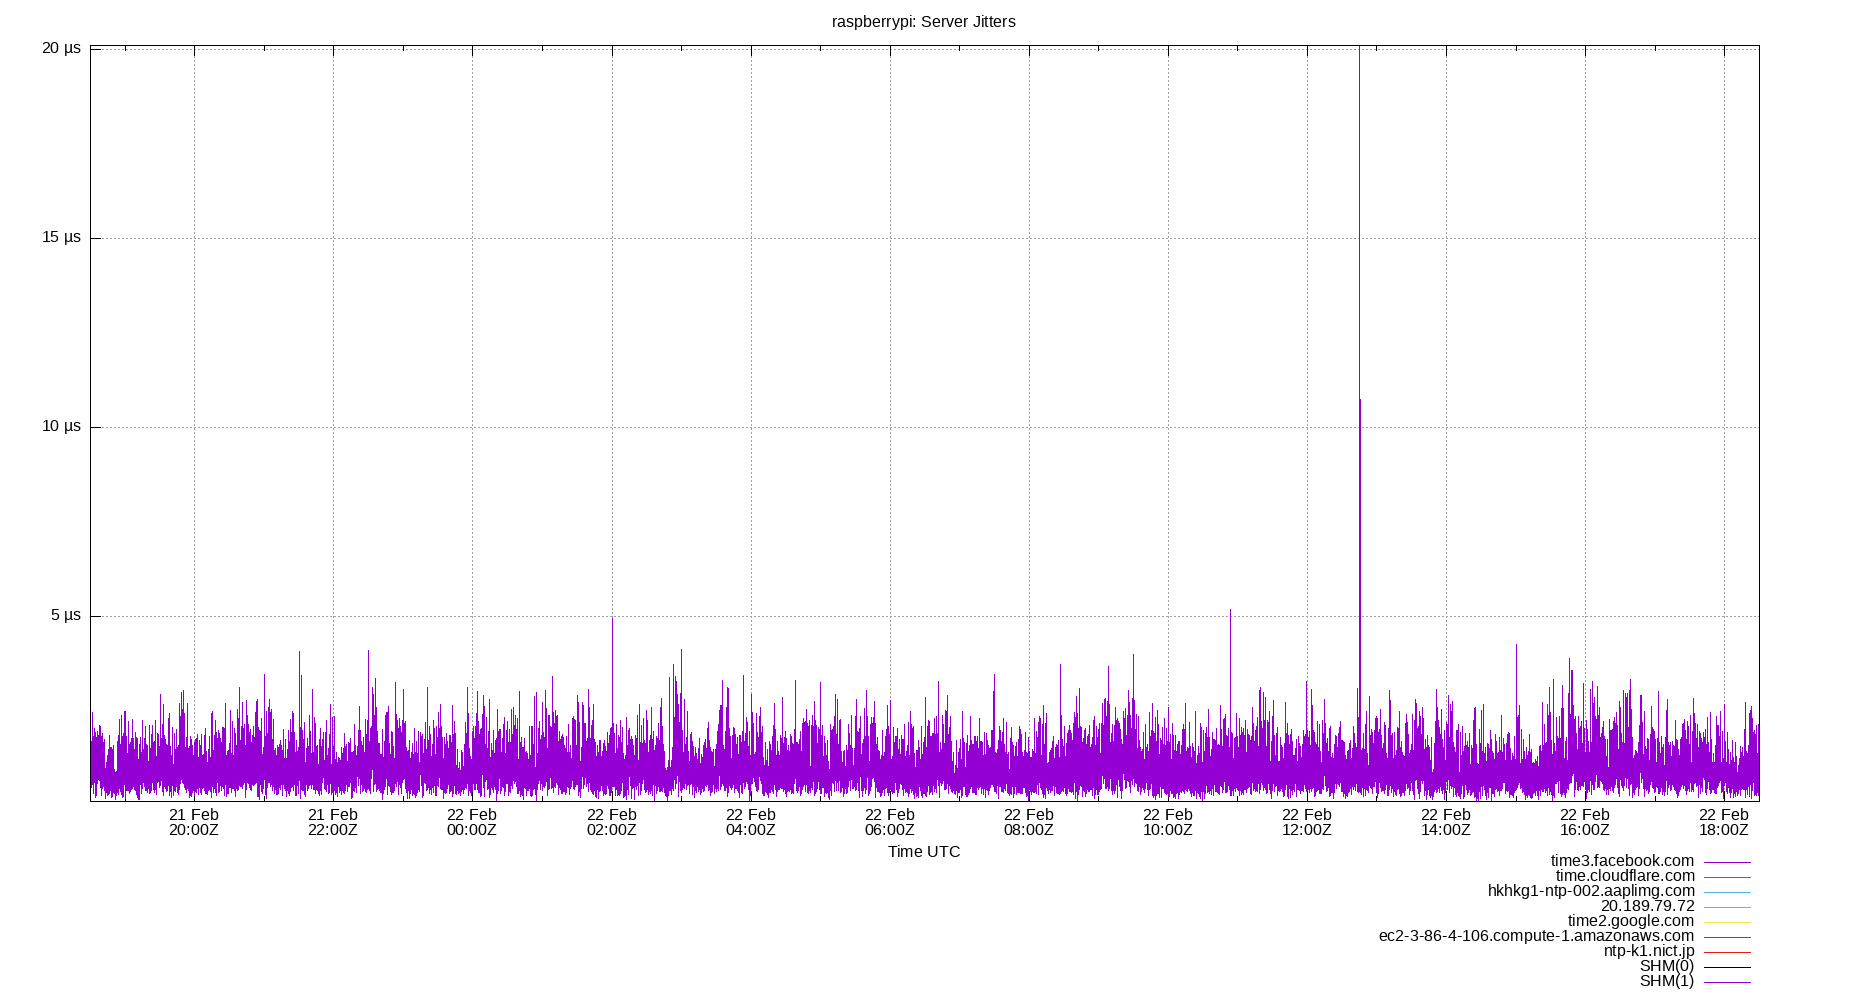 raspberrypi: Server Jitters
20 µs
15 µs
10 µs
5 µs
21 Feb 21 Feb 22 Feb 22 Feb 22 Feb 22 Feb 22 Feb 22 Feb 22 Feb 22 Feb 22 Feb 22 Feb
20:00Z 22:00Z 00:00Z 02:00Z 04:00Z 06:00Z 08:00Z 10:00Z 12:00Z 14:00Z 16:00Z 18:00Z
Time UTC
time3.facebook.com
time.cloudflare.com
hkhkg1-ntp-002.aaplimg.com
20.189.79.72
time2.google.com
ec2-3-86-4-106.compute-1.amazonaws.com
ntp-k1.nict.jp
SHM(0)
SHM(1)